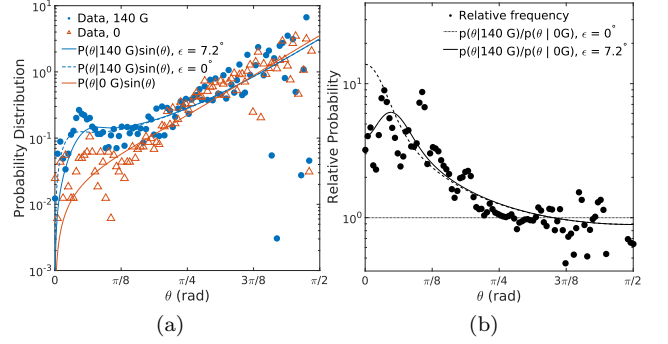 Data, 140 G
Data, 0
P(θ|140 G)sin(θ), ϵ = 7.2°
P(θ|140 G)sin(θ), ϵ = 0°
P(θ|0 G)sin(θ)
Probability Distribution
10^1
10^0
10^-1
10^-2
10^-3
0
π/8
π/4
3π/8
π/2
θ (rad)
(a)
Relative frequency
p(θ|140 G)/p(θ | 0G), ϵ = 0°
p(θ|140 G)/p(θ | 0G), ϵ = 7.2°
Relative Probability
10^1
10^0
0
π/8
π/4
3π/8
π/2
θ (rad)
(b)